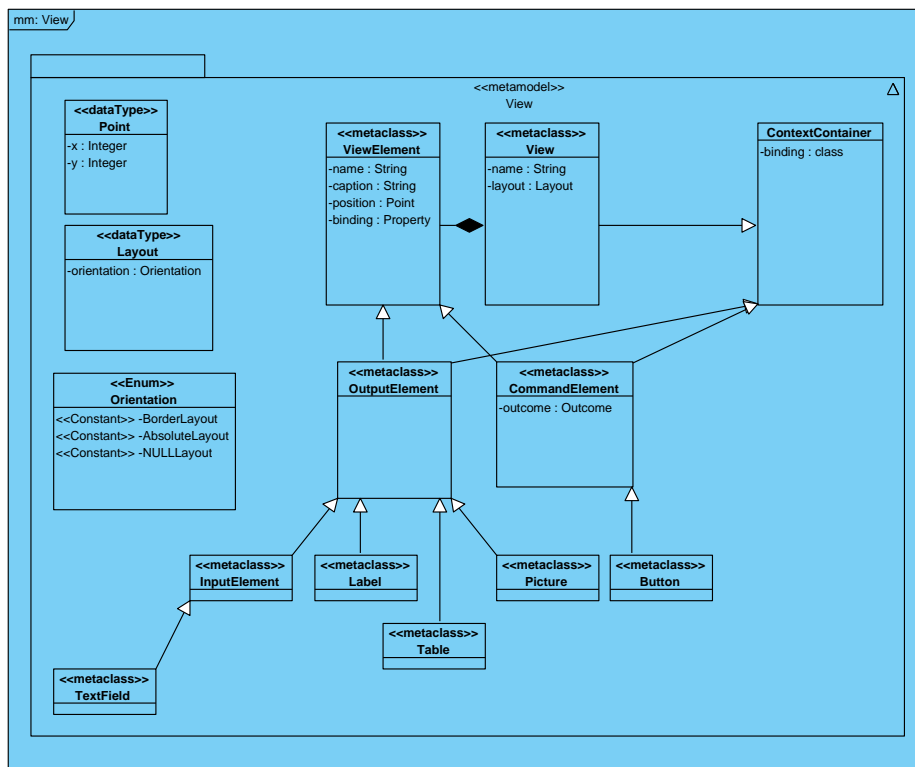 mm: View
<<metamodel>>
View
<<dataType>>
Point
-x : Integer
-y : Integer
<<metaclass>>
ViewElement
-name : String
-caption : String
-position : Point
-binding : Property
<<metaclass>>
View
-name : String
-layout : Layout
ContextContainer
-binding : class
<<dataType>>
Layout
-orientation : Orientation
<<Enum>>
Orientation
<<Constant>> -BorderLayout
<<Constant>> -AbsoluteLayout
<<Constant>> -NULLLayout
<<metaclass>>
OutputElement
<<metaclass>>
CommandElement
-outcome : Outcome
<<metaclass>>
InputElement
<<metaclass>>
Label
<<metaclass>>
Picture
<<metaclass>>
Button
<<metaclass>>
Table
<<metaclass>>
TextField